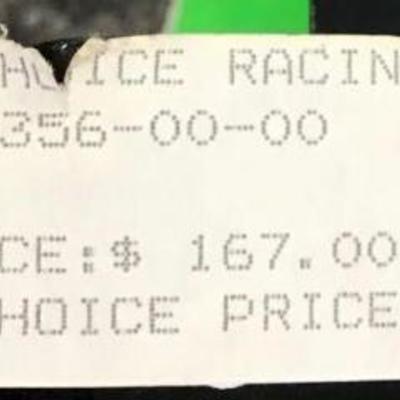 HOICE RACIN
356-00-00
CE:$ 167.00
HOICE PRICE